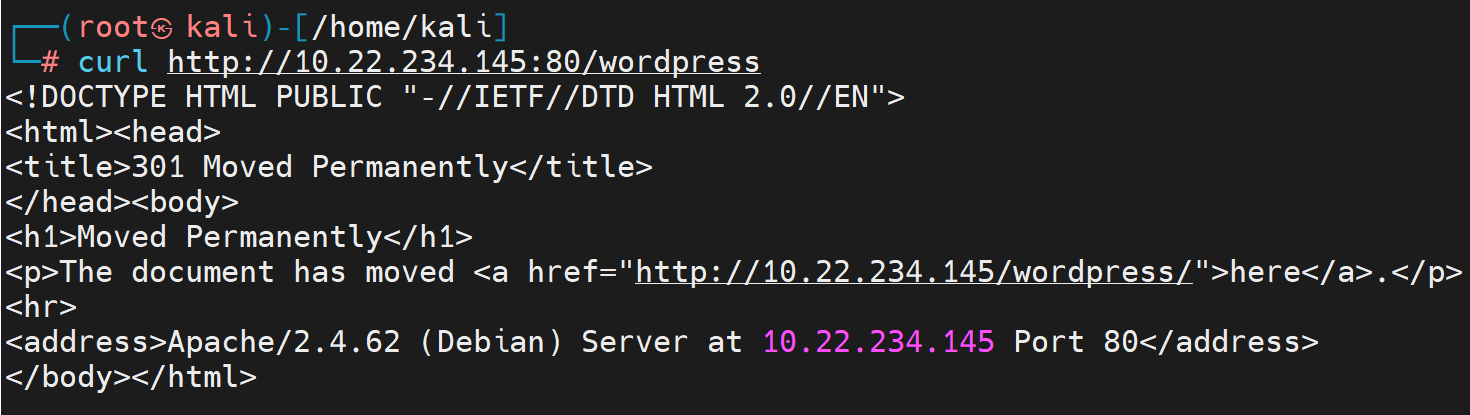 ┌──(root㉿kali)-[/home/kali]
└─# curl http://10.22.234.145:80/wordpress
<!DOCTYPE HTML PUBLIC "-//IETF//DTD HTML 2.0//EN">
<html><head>
<title>301 Moved Permanently</title>
</head><body>
<h1>Moved Permanently</h1>
<p>The document has moved <a href="http://10.22.234.145/wordpress/">here</a>.</p>
<hr>
<address>Apache/2.4.62 (Debian) Server at 10.22.234.145 Port 80</address>
</body></html>